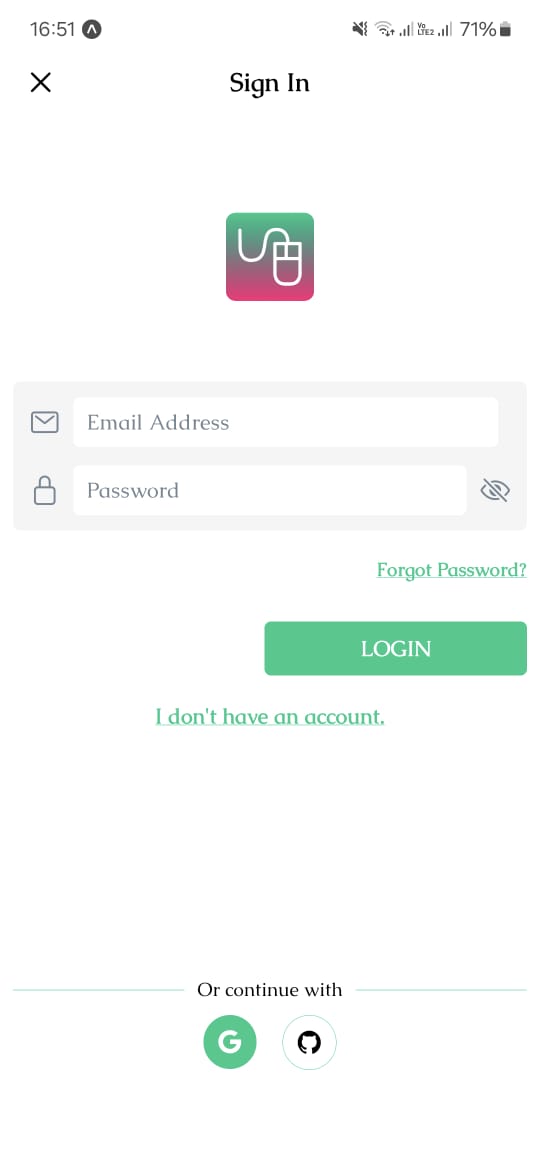 16:51
Vo
LTE2
71%
Sign In
Email Address
Password
Forgot Password?
LOGIN
I don't have an account.
Or continue with
G